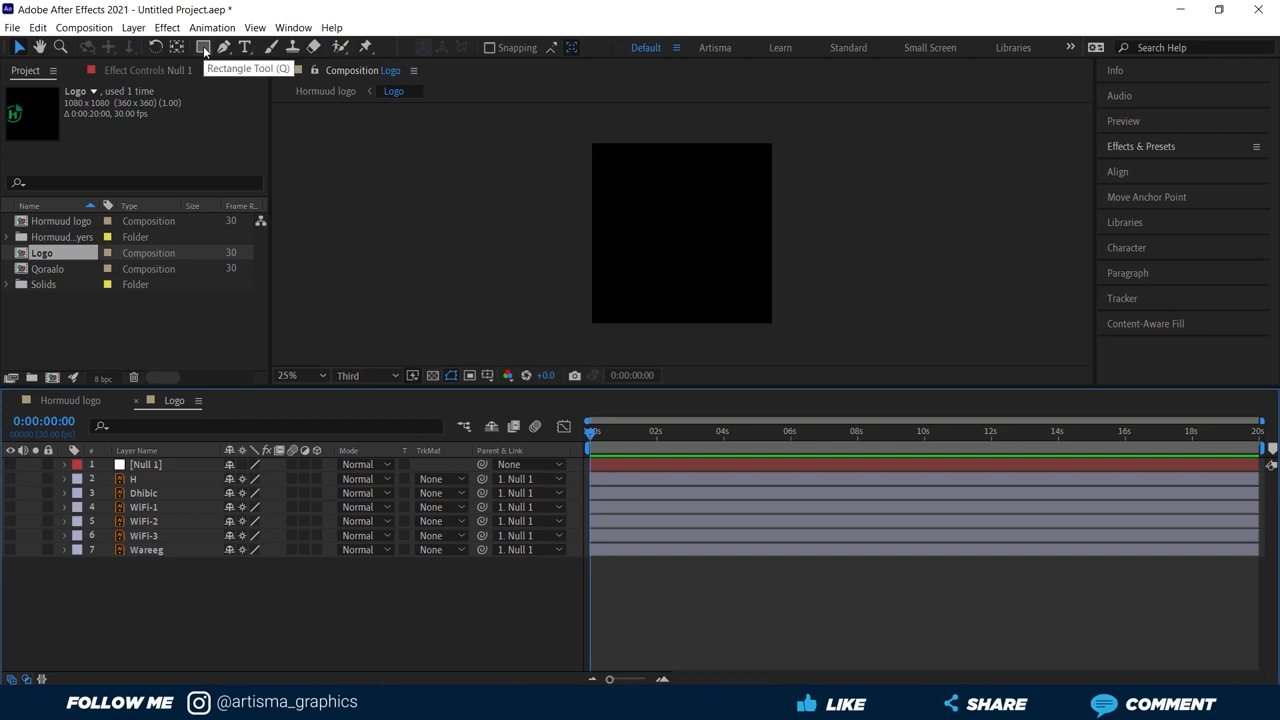 Adobe After Effects 2021 - Untitled Project.aep *
File Edit Composition Layer Effect Animation View Window Help
Snapping Default Artisma Learn Standard Small Screen Libraries Search Help
Rectangle Tool (Q)
Project Effect Controls Null 1 Composition Logo
Hormuud logo Logo
Logo , used 1 time
1080 x 1080 (360 x 360) (1.00)
Δ 0:00:20:00, 30.00 fps
Info
Audio
Preview
Effects & Presets
Align
Move Anchor Point
Libraries
Character
Paragraph
Tracker
Content-Aware Fill
Name Type Size Frame R...
Hormuud logo Composition 30
Hormuud...yers Folder
Logo Composition 30
Qoraalo Composition 30
Solids Folder
8 bpc
25% Third +0.0 0:00:00:00
Hormuud logo Logo
0:00:00:00
00000 (30.00 fps)
02s 04s 06s 08s 10s 12s 14s 16s 18s 20s
# Layer Name fx Mode T TrkMat Parent & Link
1 [Null 1] Normal None
2 H Normal None 1. Null 1
3 Dhibic Normal None 1. Null 1
4 WiFi-1 Normal None 1. Null 1
5 WiFi-2 Normal None 1. Null 1
6 WiFi-3 Normal None 1. Null 1
7 Wareeg Normal None 1. Null 1
FOLLOW ME @artisma_graphics LIKE SHARE COMMENT